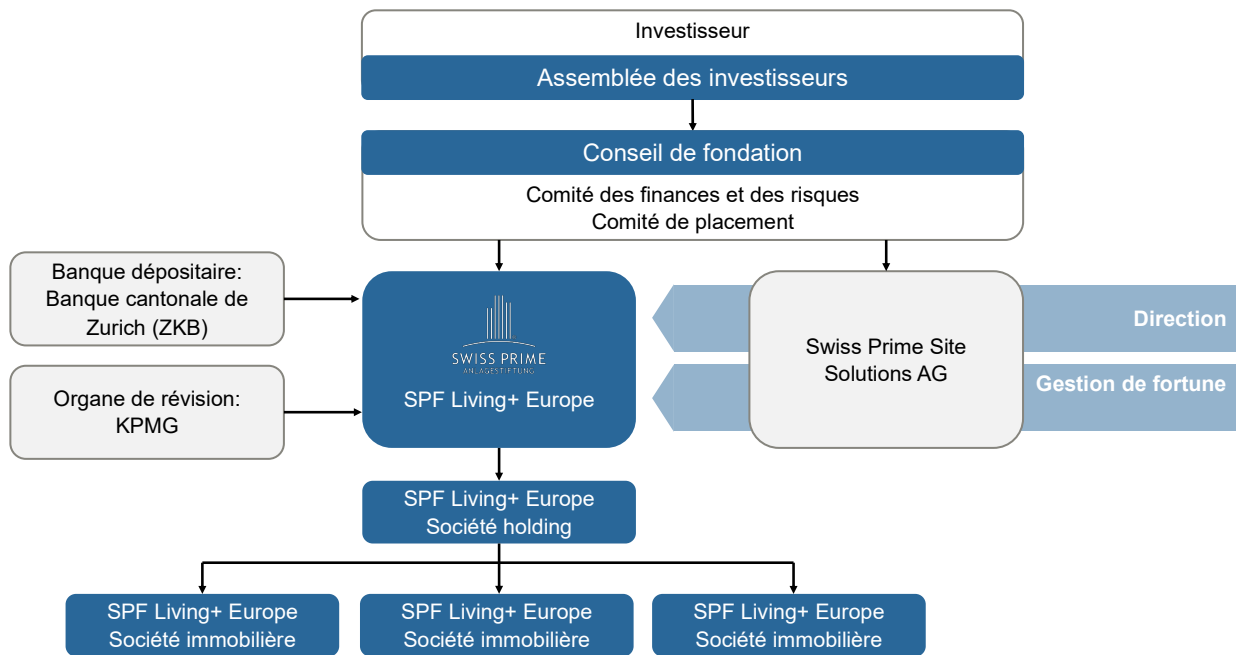 Investisseur
Assemblée des investisseurs
Conseil de fondation
Comité des finances et des risques
Comité de placement
Banque dépositaire:
Banque cantonale de
Zurich (ZKB)
Organe de révision:
KPMG
SWISS PRIME
ANLAGESTIFTUNG
SPF Living+ Europe
Swiss Prime Site
Solutions AG
Direction
Gestion de fortune
SPF Living+ Europe
Société holding
SPF Living+ Europe
Société immobilière
SPF Living+ Europe
Société immobilière
SPF Living+ Europe
Société immobilière